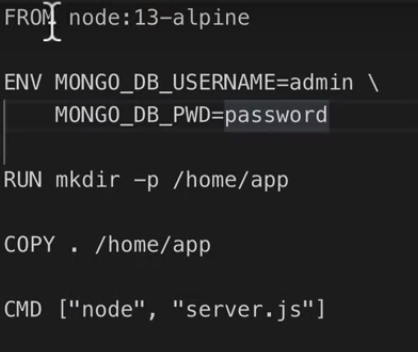 FROM node:13-alpine
ENV MONGO_DB_USERNAME=admin \
MONGO_DB_PWD=password
RUN mkdir -p /home/app
COPY . /home/app
CMD ["node", "server.js"]